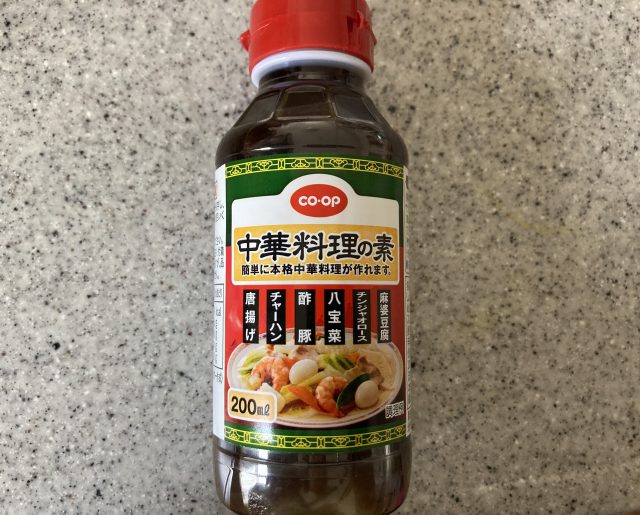 CO・OP
中華料理の素
簡単に本格中華料理が作れます。
麻婆豆腐
チンジャオロース
八宝菜
酢豚
チャーハン
唐揚げ
200mℓ